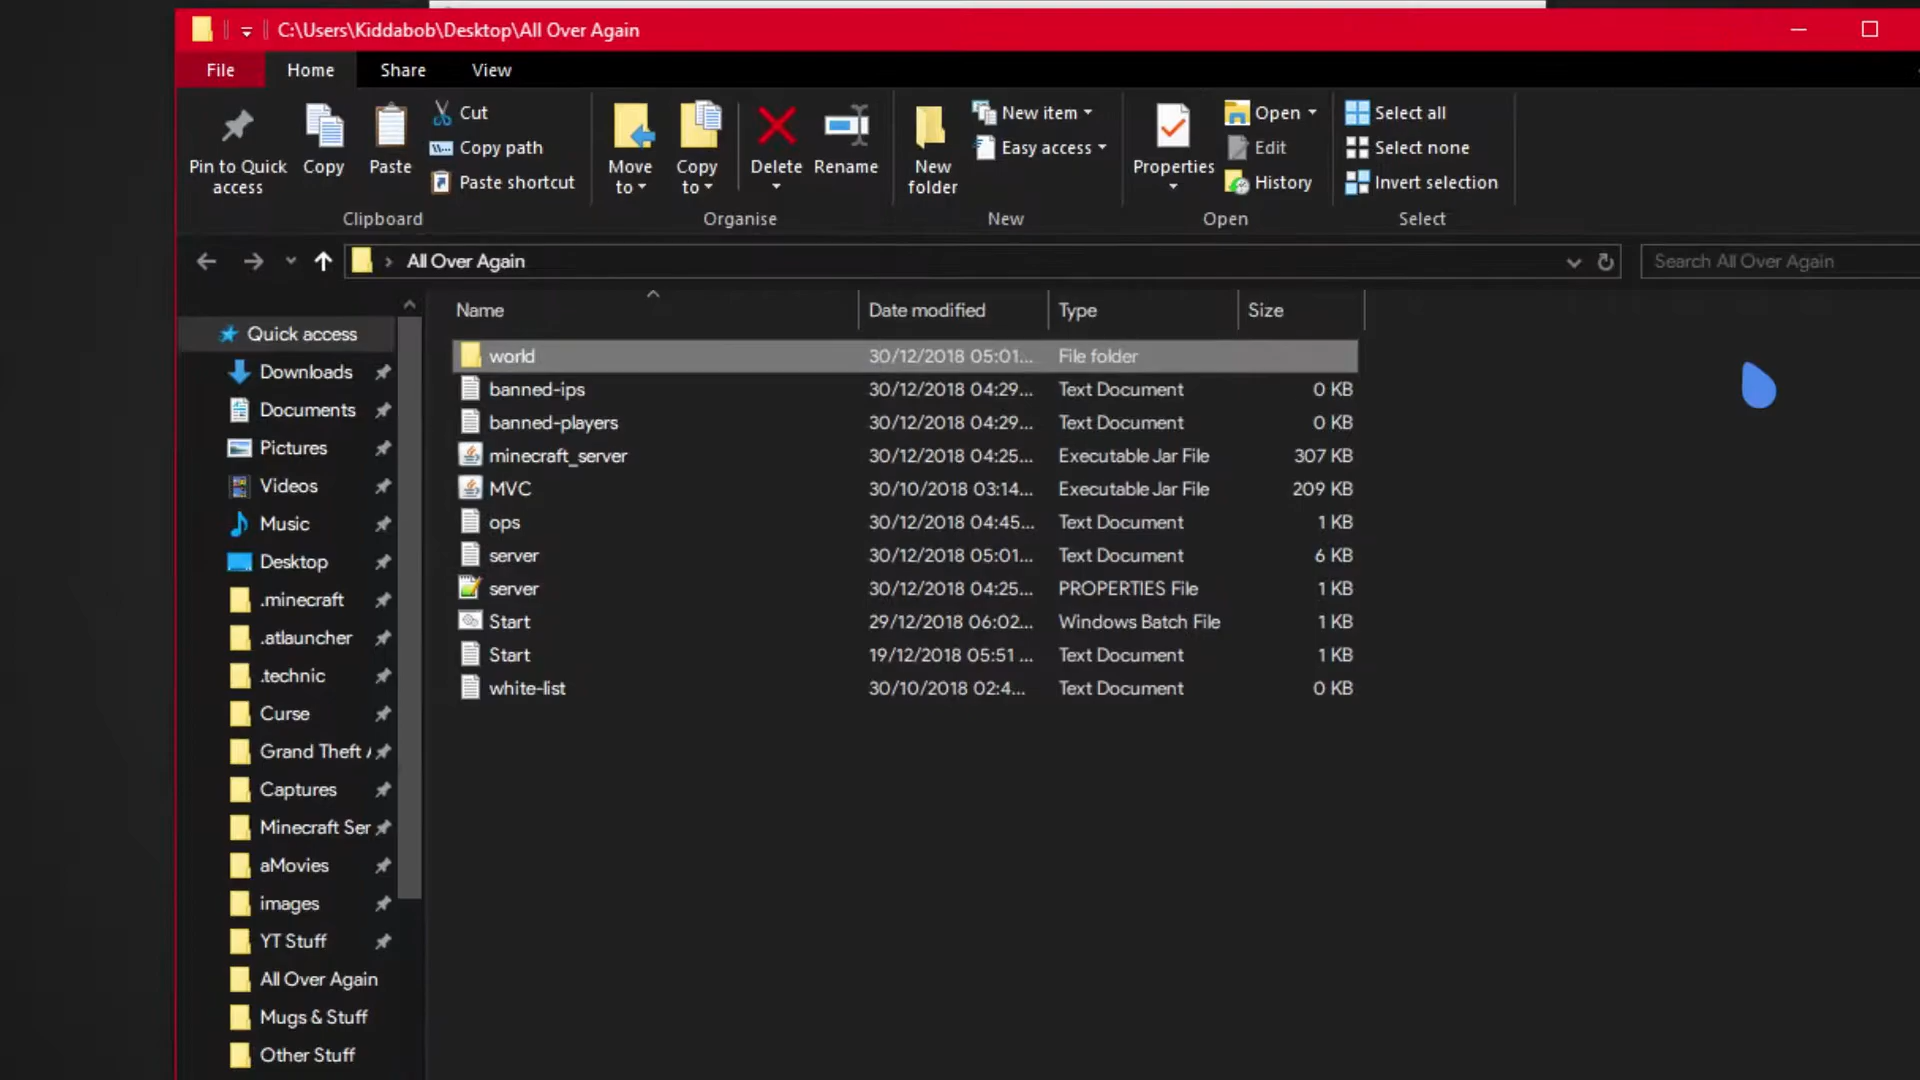 C:\Users\Kiddabob\Desktop\All Over Again
File Home Share View
Pin to Quick access
Copy
Paste
Cut
Copy path
Paste shortcut
Clipboard
Move to
Copy to
Delete
Rename
Organise
New folder
New item
Easy access
New
Properties
Open
Edit
History
Open
Select all
Select none
Invert selection
Select
All Over Again
Search All Over Again
Quick access
Downloads
Documents
Pictures
Videos
Music
Desktop
.minecraft
.atlauncher
.technic
Curse
Grand Theft
Captures
Minecraft Ser
aMovies
images
YT Stuff
All Over Again
Mugs & Stuff
Other Stuff
Name Date modified Type Size
world 30/12/2018 05:01... File folder
banned-ips 30/12/2018 04:29... Text Document 0 KB
banned-players 30/12/2018 04:29... Text Document 0 KB
minecraft_server 30/12/2018 04:25... Executable Jar File 307 KB
MVC 30/10/2018 03:14... Executable Jar File 209 KB
ops 30/12/2018 04:45... Text Document 1 KB
server 30/12/2018 05:01... Text Document 6 KB
server 30/12/2018 04:25... PROPERTIES File 1 KB
Start 29/12/2018 06:02... Windows Batch File 1 KB
Start 19/12/2018 05:51 ... Text Document 1 KB
white-list 30/10/2018 02:4... Text Document 0 KB